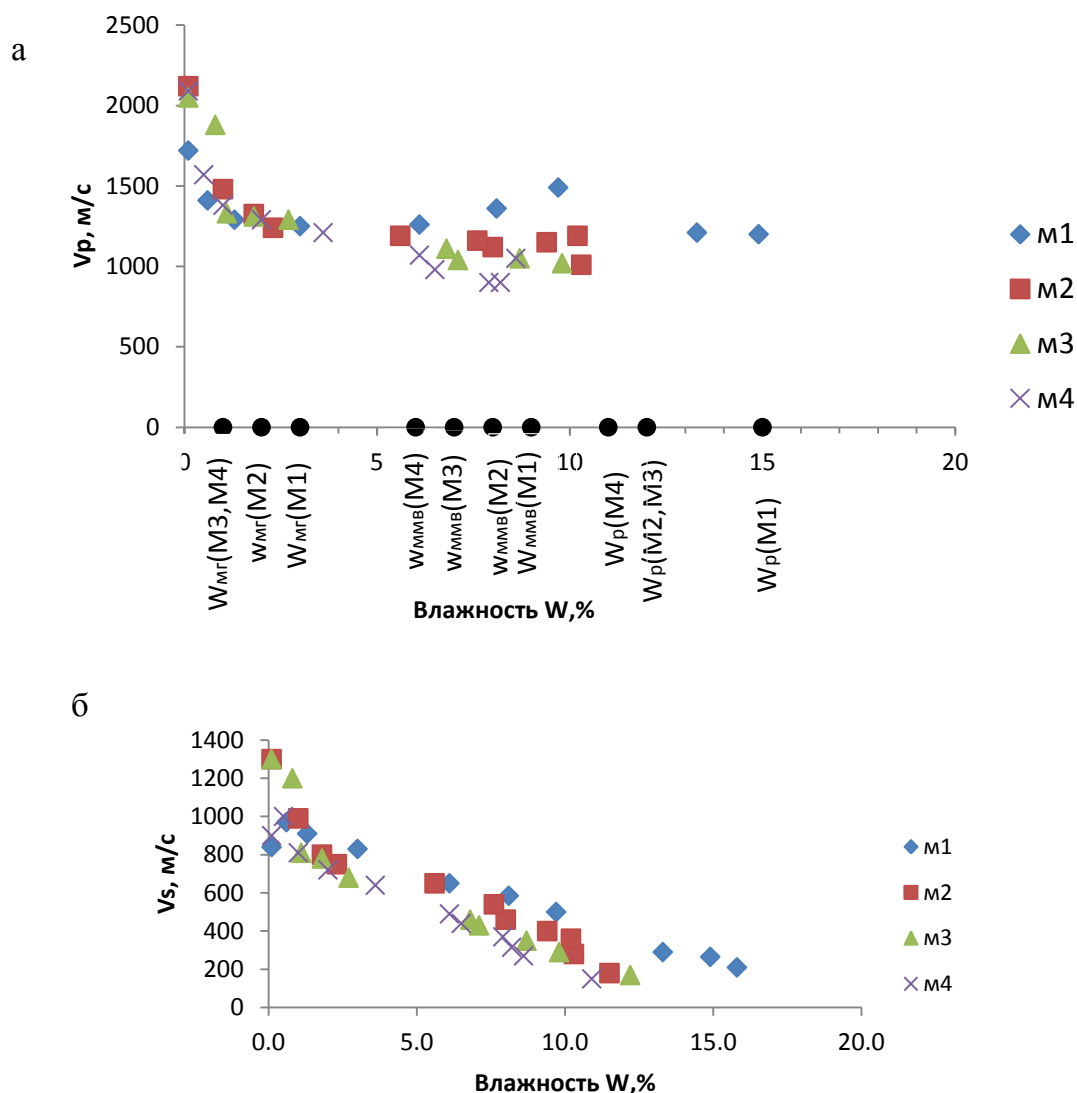 а
2500
2000
1500
1000
500
0
Vp, м/с
0 5 10 15 20
Wмг(М3,М4)
wмг(М2)
Wмг(М1)
wммв(М4)
wммв(М3)
wммв(М2)
Wммв(М1)
Wр(М4)
Wр(М2,М3)
Wр(М1)
Влажность W,%
м1
м2
м3
м4
б
1400
1200
1000
800
600
400
200
0
Vs, м/с
0.0 5.0 10.0 15.0 20.0
Влажность W,%
м1
м2
м3
м4